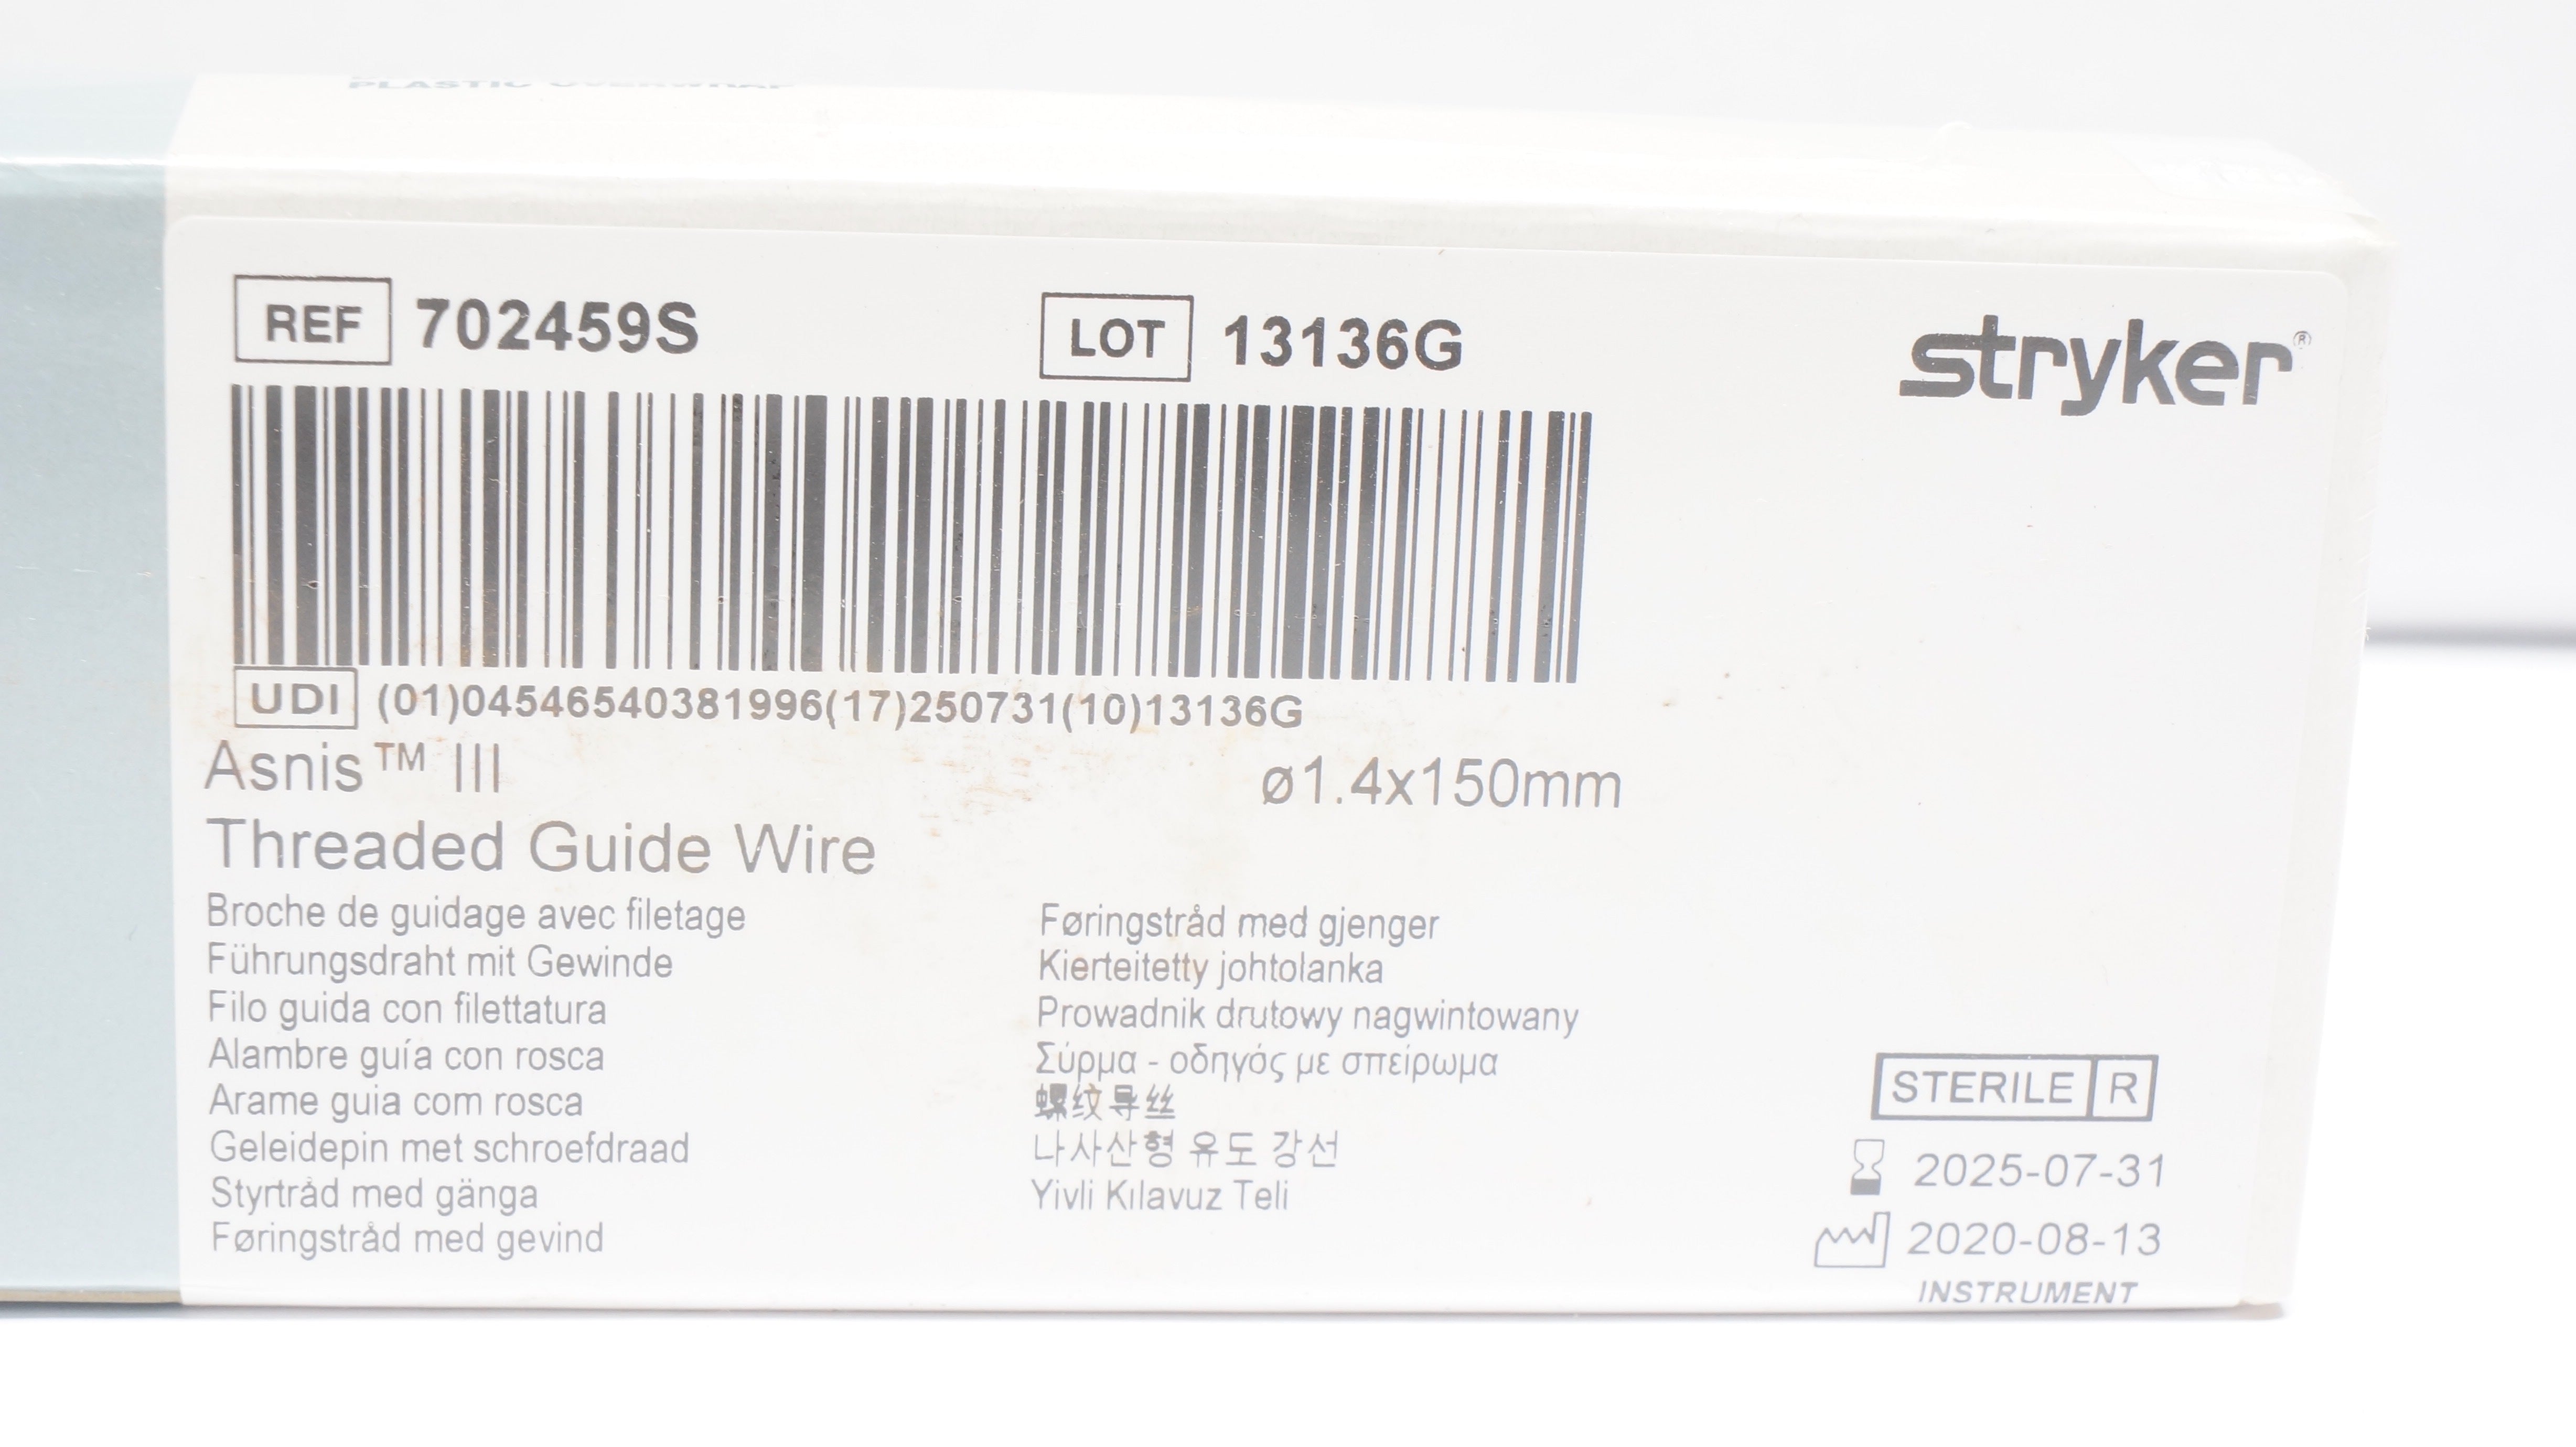 PLASTIC OVERWRAP
REF 702459S
LOT 13136G
stryker®
UDI (01)04546540381996(17)250731(10)13136G
Asnis™ III
ø1.4x150mm
Threaded Guide Wire
Broche de guidage avec filetage
Führungsdraht mit Gewinde
Filo guida con filettatura
Alambre guía con rosca
Arame guia com rosca
Geleidepin met schroefdraad
Styrtråd med gänga
Føringstråd med gevind
Føringstråd med gjenger
Kierteitetty johtolanka
Prowadnik drutowy nagwintowany
Σύρμα - οδηγός με σπείρωμα
螺纹导丝
나사산형 유도 강선
Yivli Kılavuz Teli
STERILE R
2025-07-31
2020-08-13
INSTRUMENT